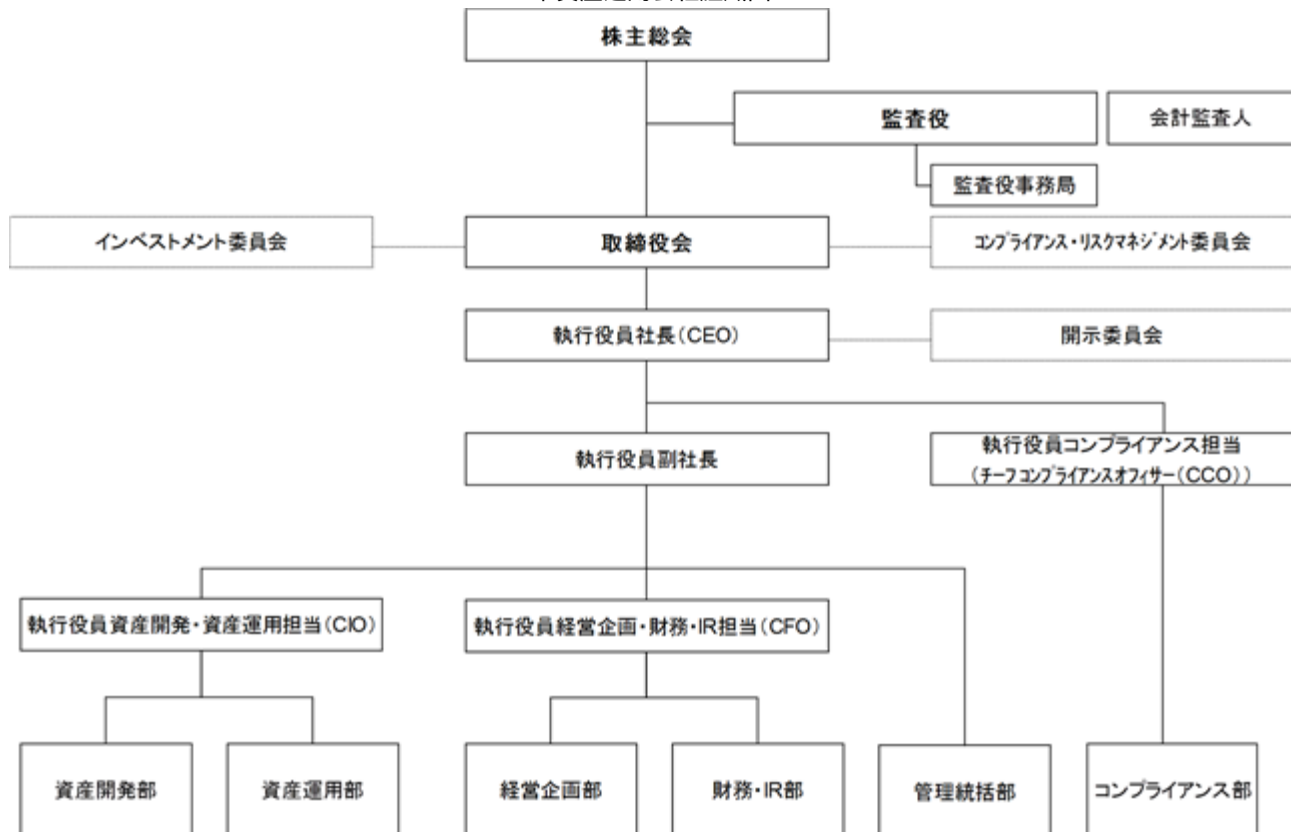 株主総会
監査役
会計監査人
監査役事務局
インベストメント委員会
取締役会
コンプライアンス・リスクマネジメント委員会
執行役員社長(CEO)
開示委員会
執行役員副社長
執行役員コンプライアンス担当
(チーフコンプライアンスオフィサー(CCO))
執行役員資産開発・資産運用担当(CIO)
執行役員経営企画・財務・IR担当(CFO)
資産開発部
資産運用部
経営企画部
財務・IR部
管理統括部
コンプライアンス部